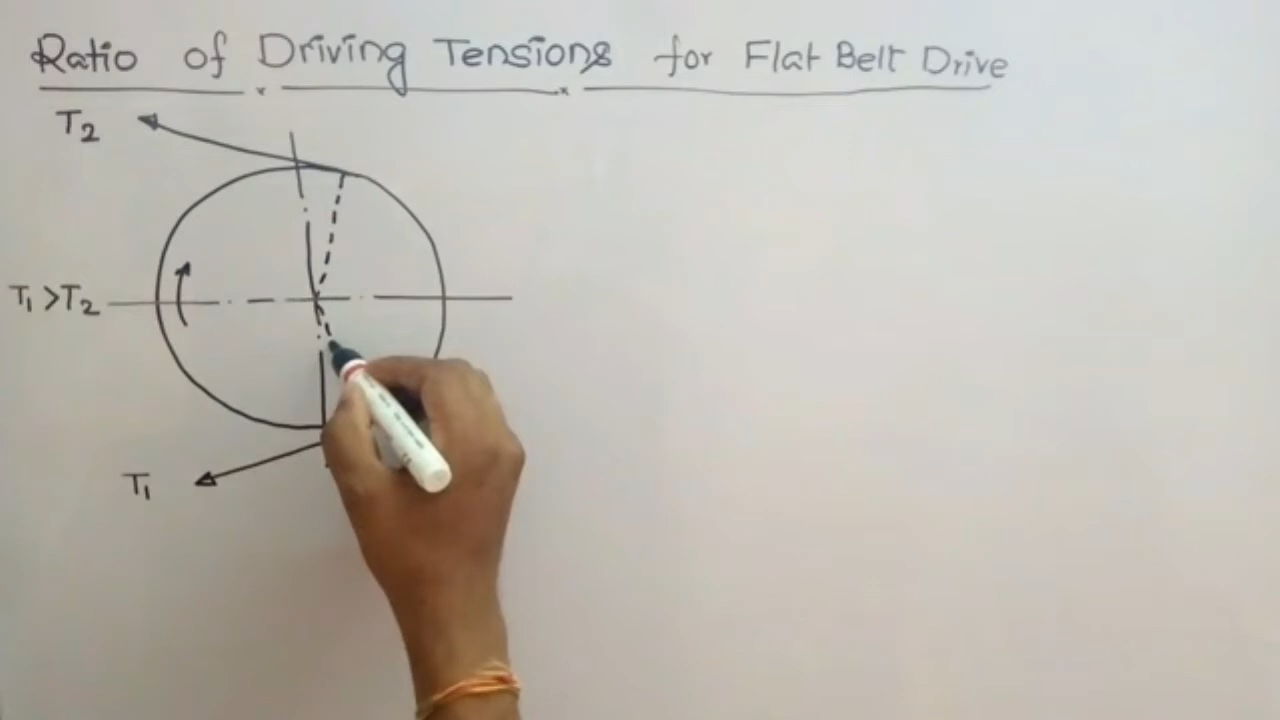 Ratio of Driving Tensions for Flat Belt Drive
T2
T1 > T2
T1